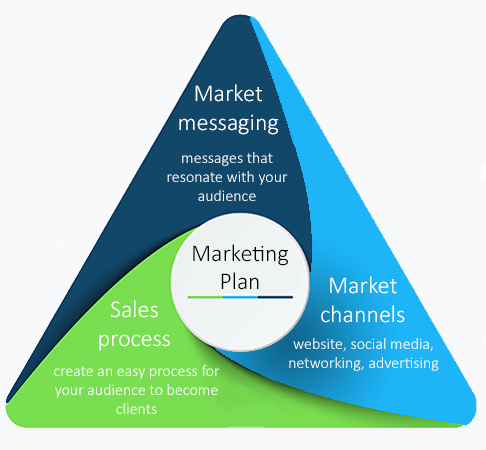 Market
messaging
messages that
resonate with your
audience
Marketing
Plan
Sales
process
create an easy process for
your audience to become
clients
Market
channels
website, social media,
networking, advertising